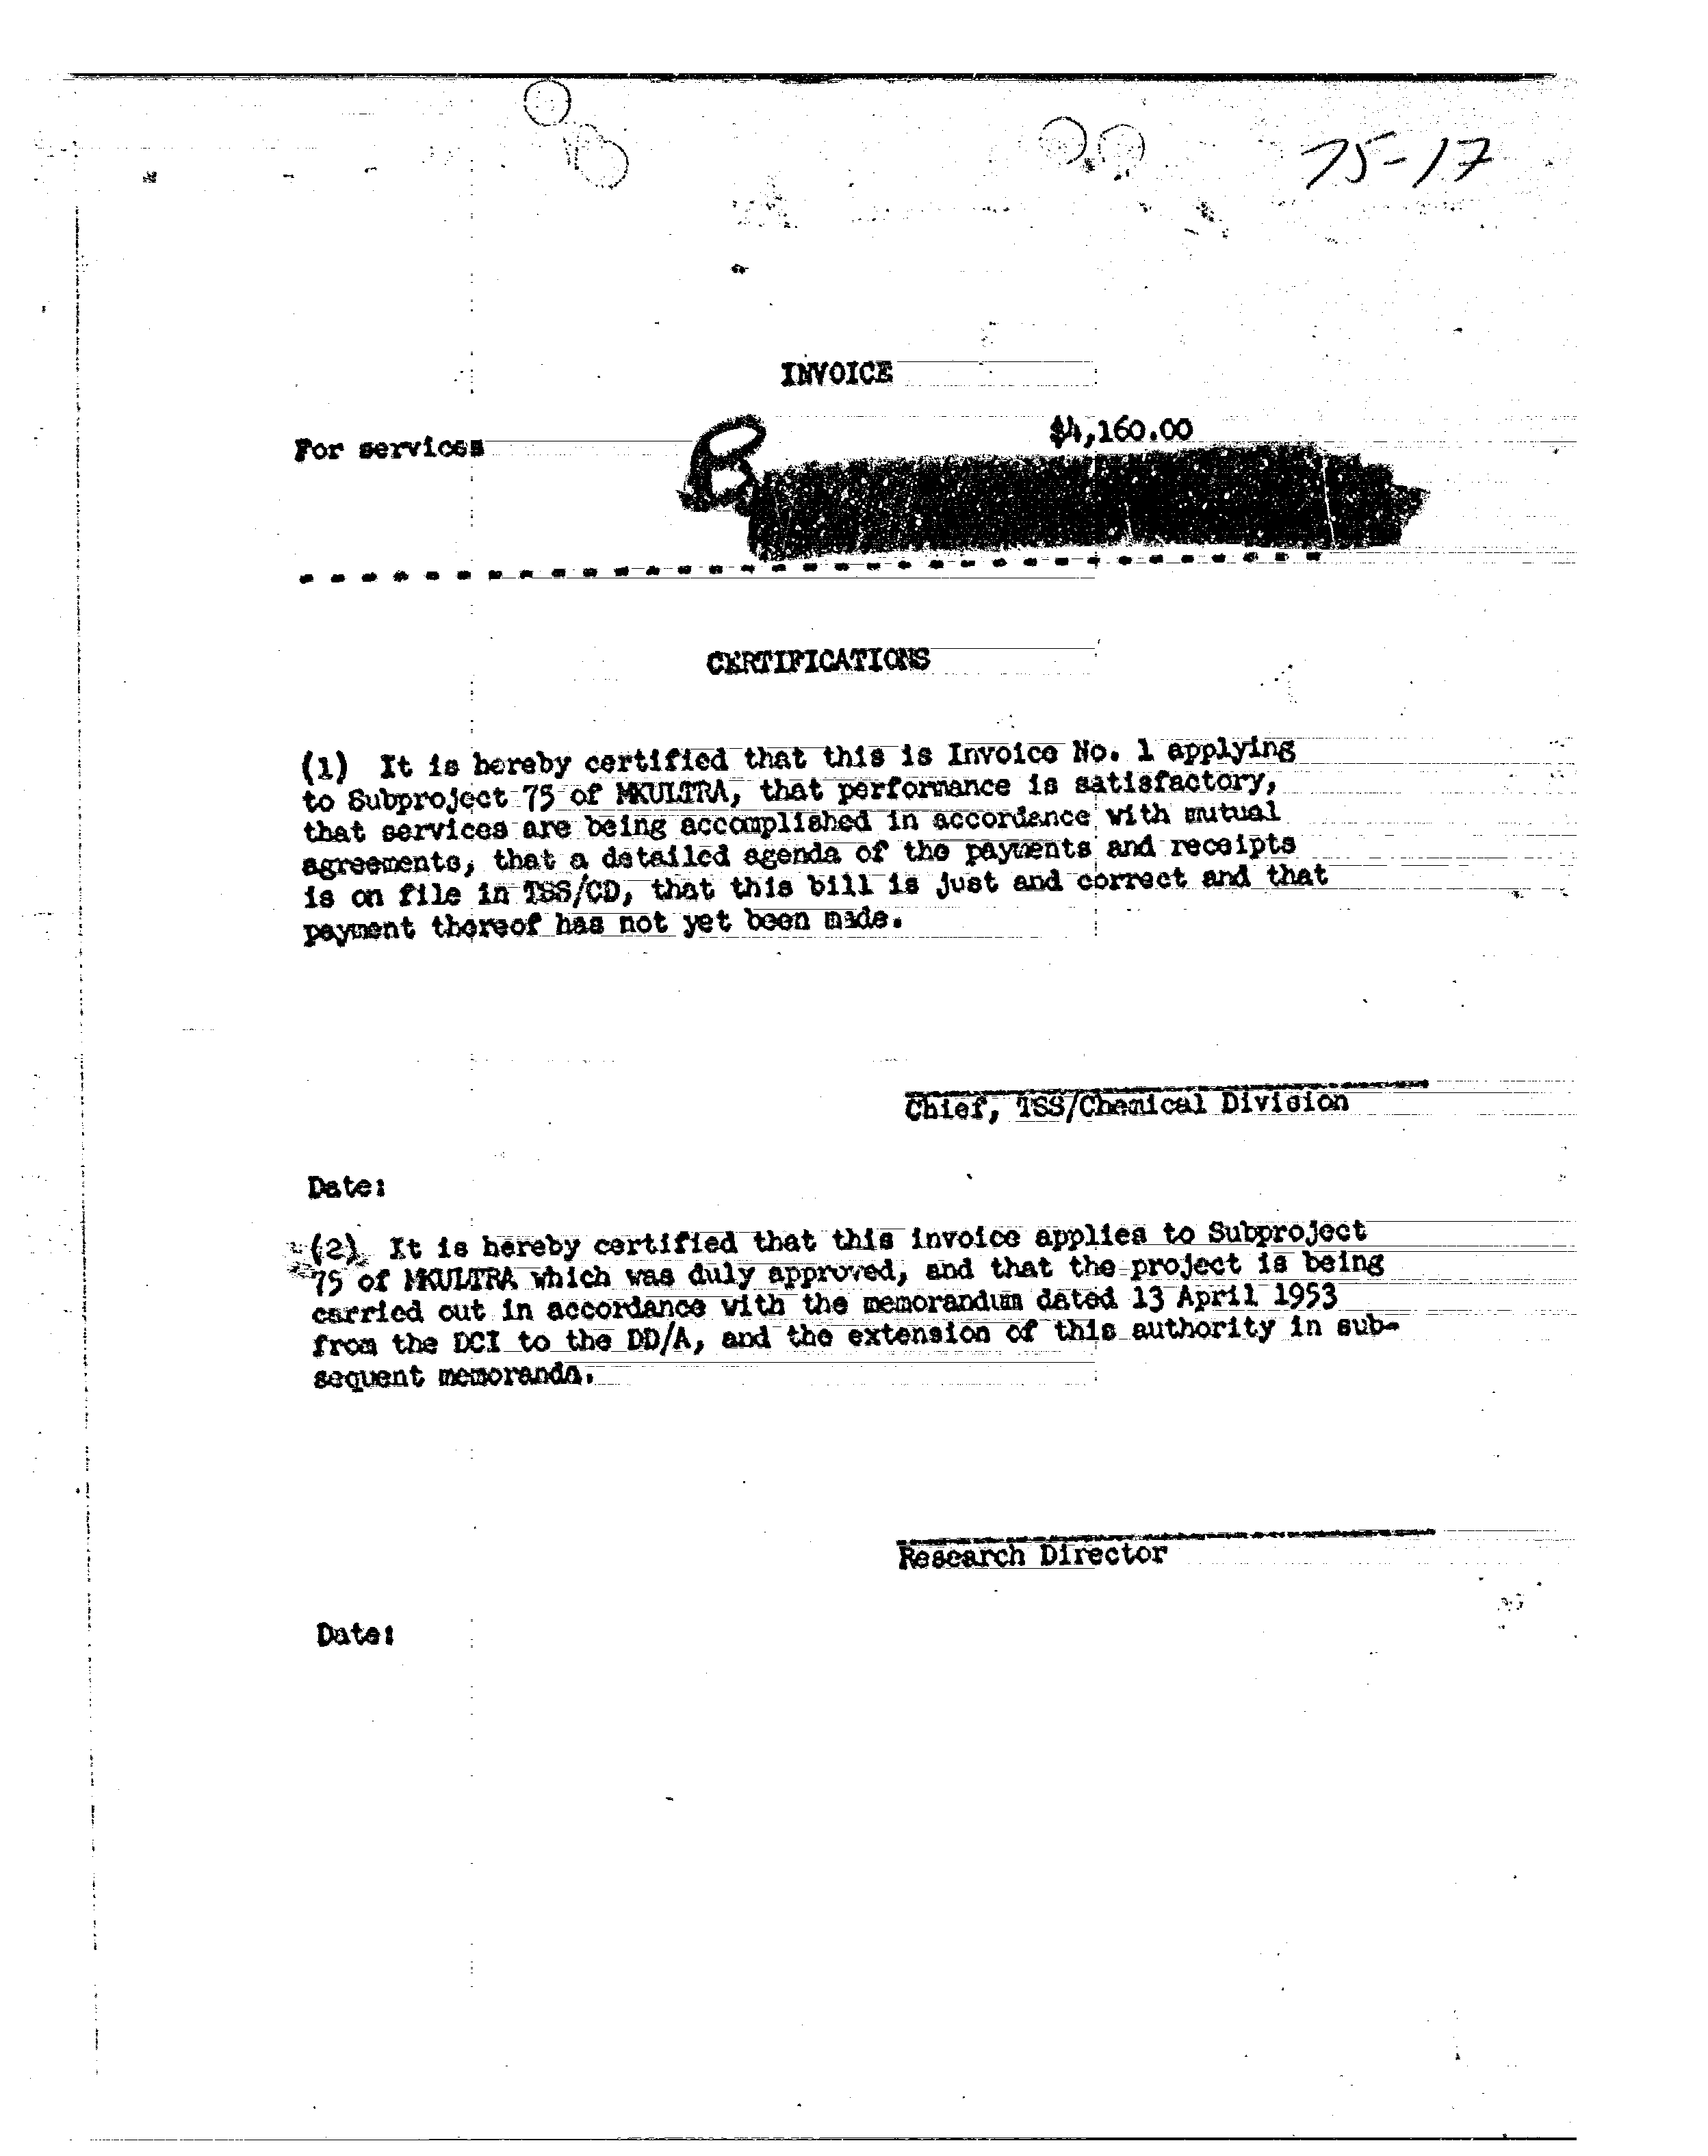 75-17
INVOICE
For services
$4,160.00
B
CERTIFICATIONS
(1) It is hereby certified that this is Invoice No. 1 applying
to Subproject 75 of MKULTRA, that performance is satisfactory,
that services are being accomplished in accordance with mutual
agreements, that a detailed agenda of the payments and receipts
is on file in TSS/CD, that this bill is just and correct and that
payment thereof has not yet been made.
Chief, TSS/Chemical Division
Date:
(2) It is hereby certified that this invoice applies to Subproject
75 of MKULTRA which was duly approved, and that the project is being
carried out in accordance with the memorandum dated 13 April 1953
from the DCI to the DD/A, and the extension of this authority in sub-
sequent memoranda.
Research Director
Date: